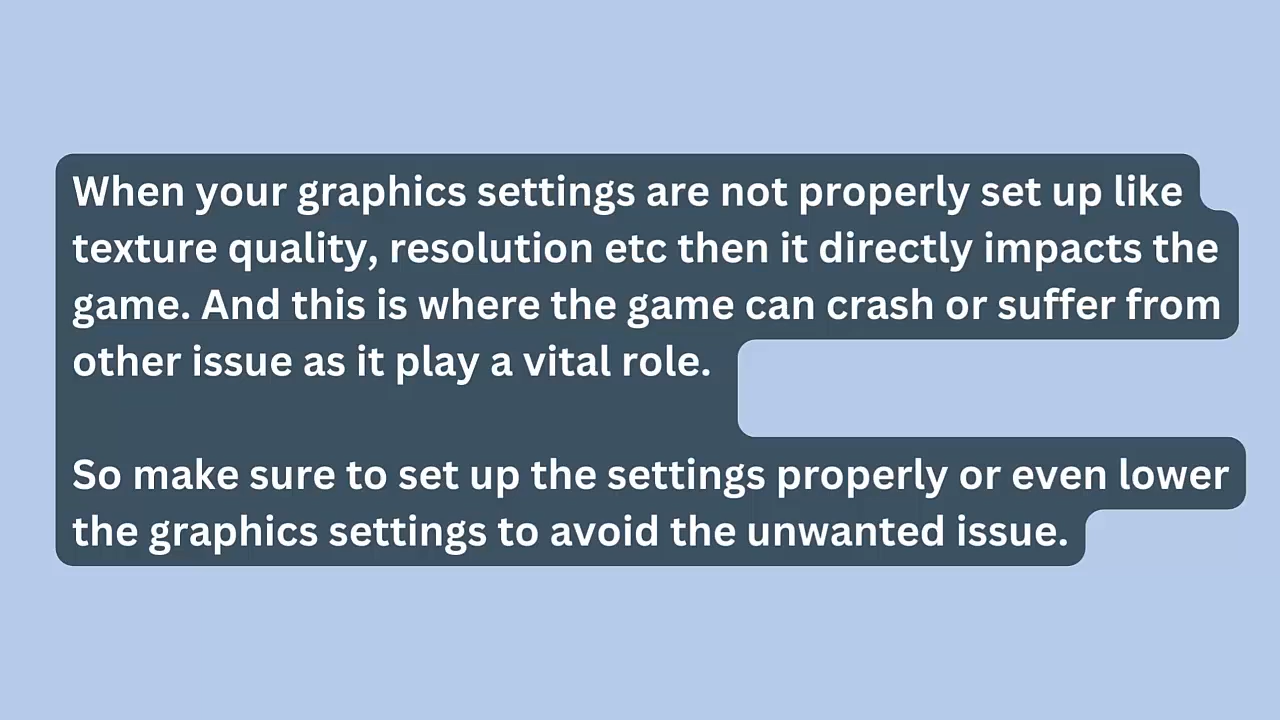 When your graphics settings are not properly set up like
texture quality, resolution etc then it directly impacts the
game. And this is where the game can crash or suffer from
other issue as it play a vital role.
So make sure to set up the settings properly or even lower
the graphics settings to avoid the unwanted issue.